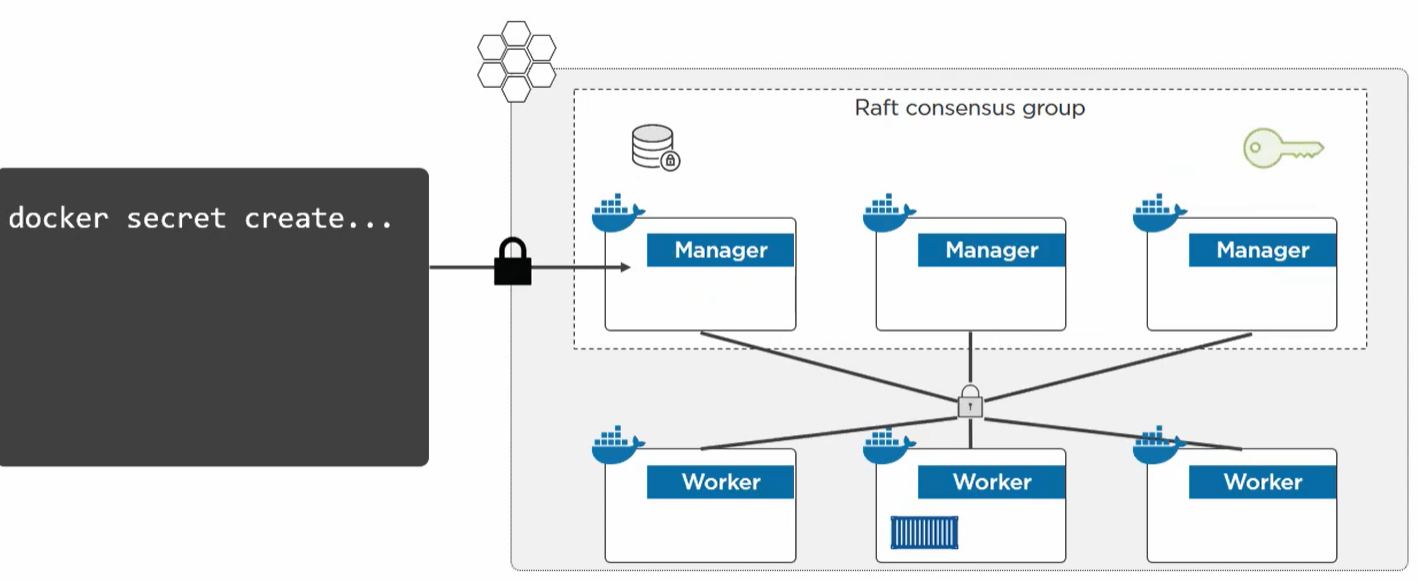 Raft consensus group
docker secret create...
Manager
Manager
Manager
Worker
Worker
Worker